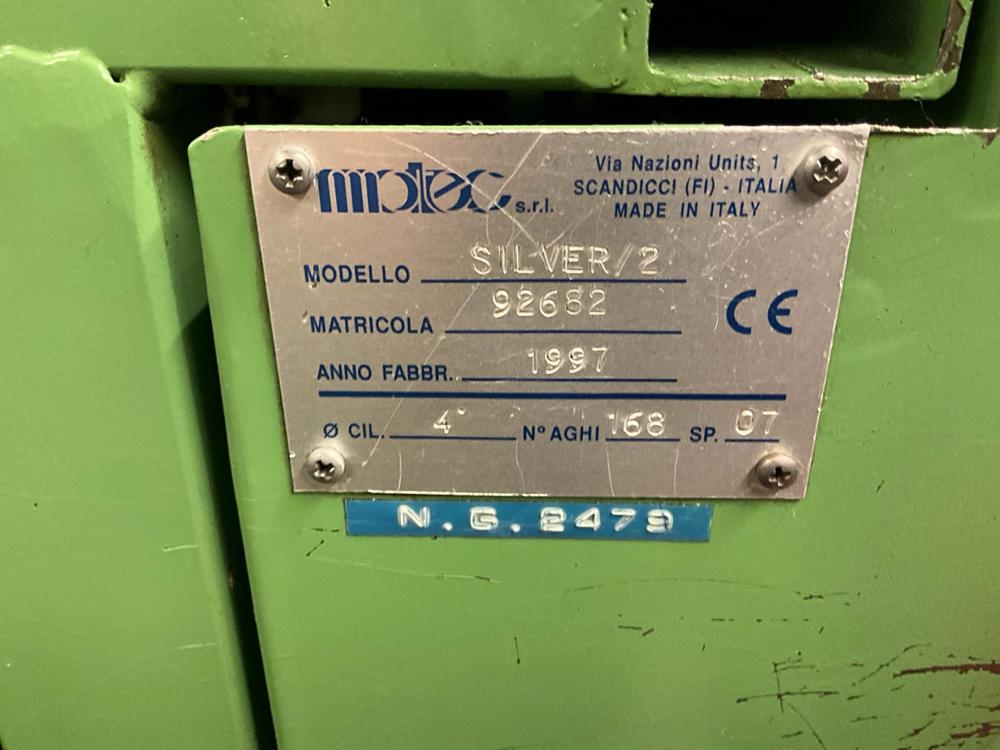 motec s.r.l.
Via Nazioni Units, 1
SCANDICCI (FI) - ITALIA
MADE IN ITALY
MODELLO SILVER/2
MATRICOLA 92682
CE
ANNO FABBR. 1997
Ø CIL. 4" N° AGHI 168 SP. 07
N.G.2479